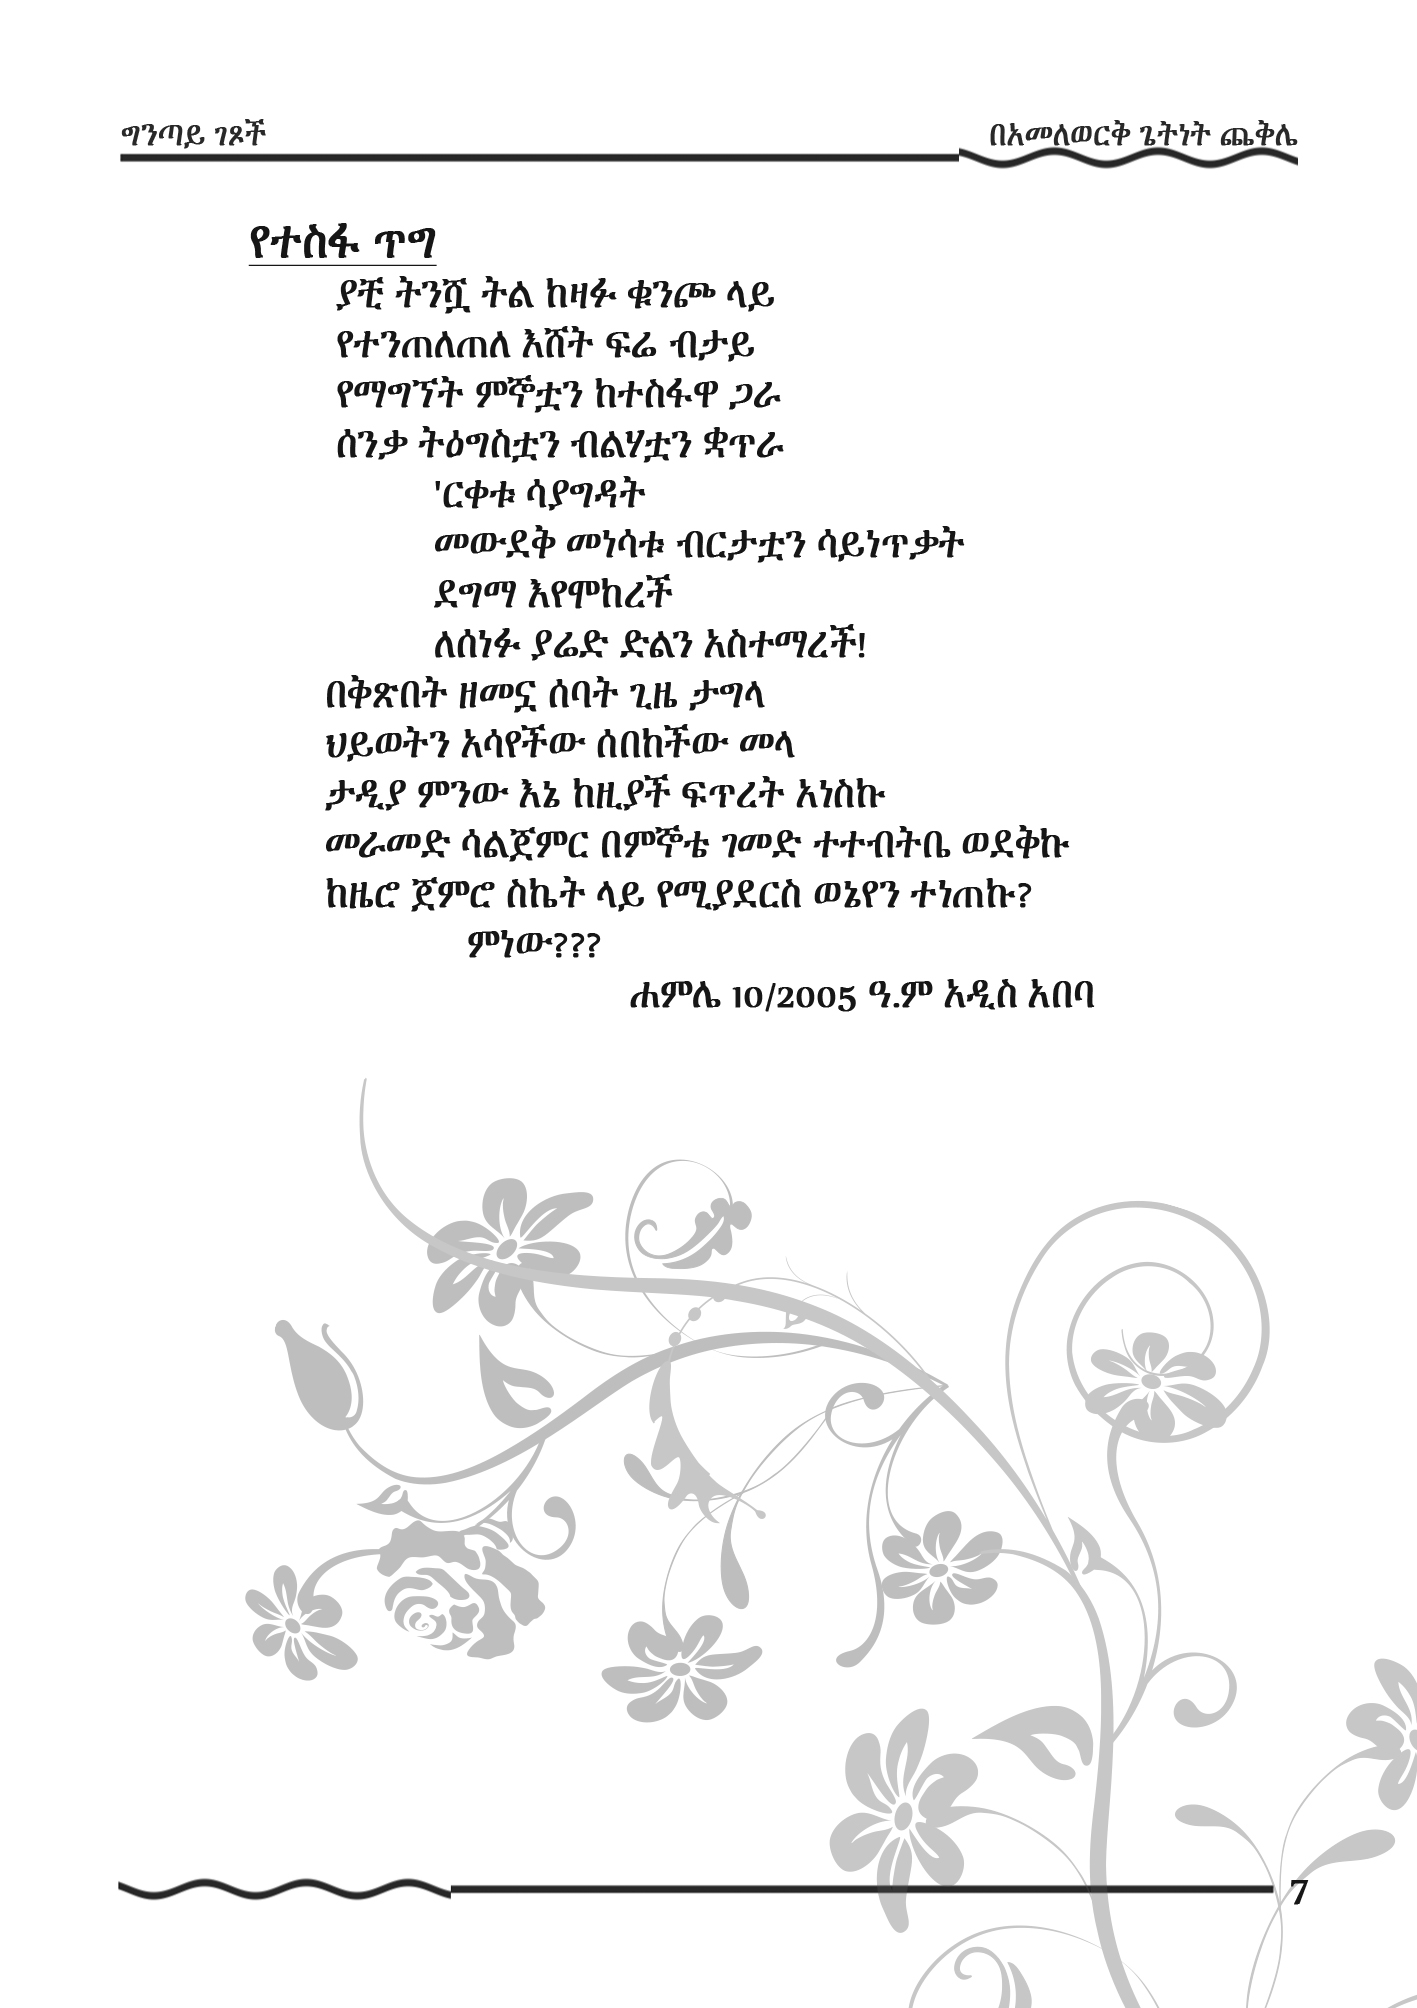 ግንጣይ ገጾች
በአመለወርቅ ጌትነት ጨቅሌ
የተስፋ ጥግ
ያቺ ትንሿ ትል ከዛፉ ቁንጮ ላይ
የተንጠለጠለ እሸት ፍሬ ብታይ
የማግኘት ምኞቷን ከተስፋዋ ጋራ
ሰንቃ ትዕግስቷን ብልሃቷን ቋጥራ
'ርቀቱ ሳያግዳት
መውደቅ መነሳቱ ብርታቷን ሳይነጥቃት
ደግማ እየሞከረች
ለሰነፉ ያሬድ ድልን አስተማረች!
በቅጽበት ዘመኗ ሰባት ጊዜ ታግላ
ህይወትን አሳየችው ሰበከችው መላ
ታዲያ ምንው እኔ ከዚያች ፍጥረት አነስኩ
መራመድ ሳልጀምር በምኞቴ ገመድ ተተብትቤ ወደቅኩ
ከዜሮ ጀምሮ ስኬት ላይ የሚያደርስ ወኔየን ተነጠኩ?
ምነው???
ሐምሌ 10/2005 ዓ.ም አዲስ አበባ
7